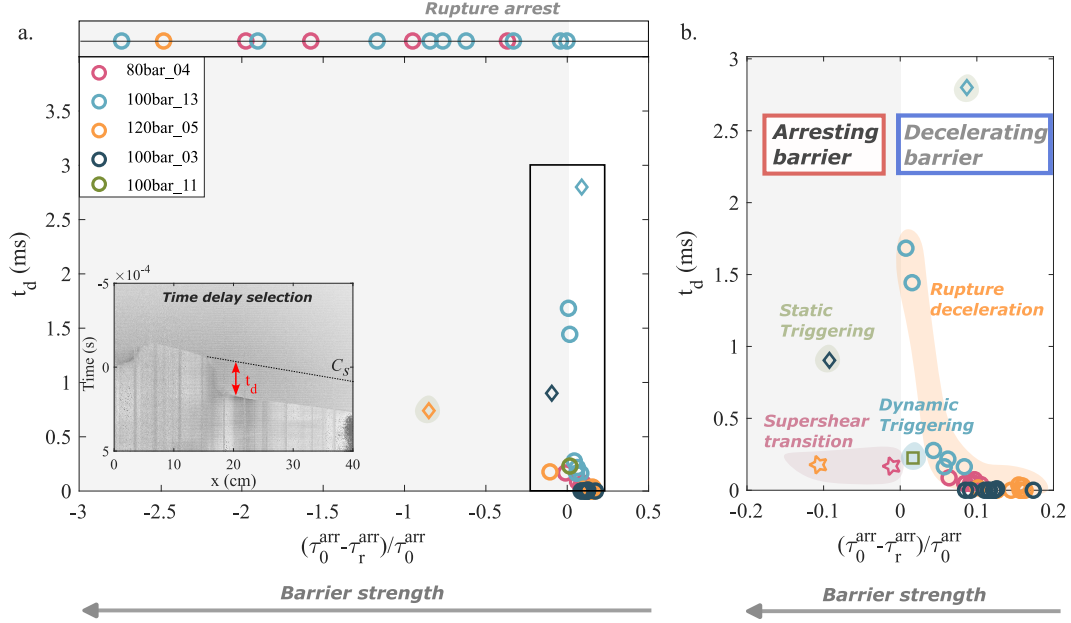 Rupture arrest
a.
b.
80bar_04
100bar_13
120bar_05
100bar_03
100bar_11
3.5
3
2.5
2
1.5
1
0.5
0
t_d (ms)
-3
-2.5
-2
-1.5
-1
-0.5
0
0.5
(τ₀^arr-τ_r^arr)/τ₀^arr
Barrier strength
×10⁻⁴
Time delay selection
-5
0
5
Time (s)
C_S
t_d
0
10
20
30
40
x (cm)
3
2.5
2
1.5
1
0.5
0
t_d (ms)
Arresting
barrier
Decelerating
barrier
Static
Triggering
Rupture
deceleration
Supershear
transition
Dynamic
Triggering
-0.2
-0.1
0
0.1
0.2
(τ₀^arr-τ_r^arr)/τ₀^arr
Barrier strength